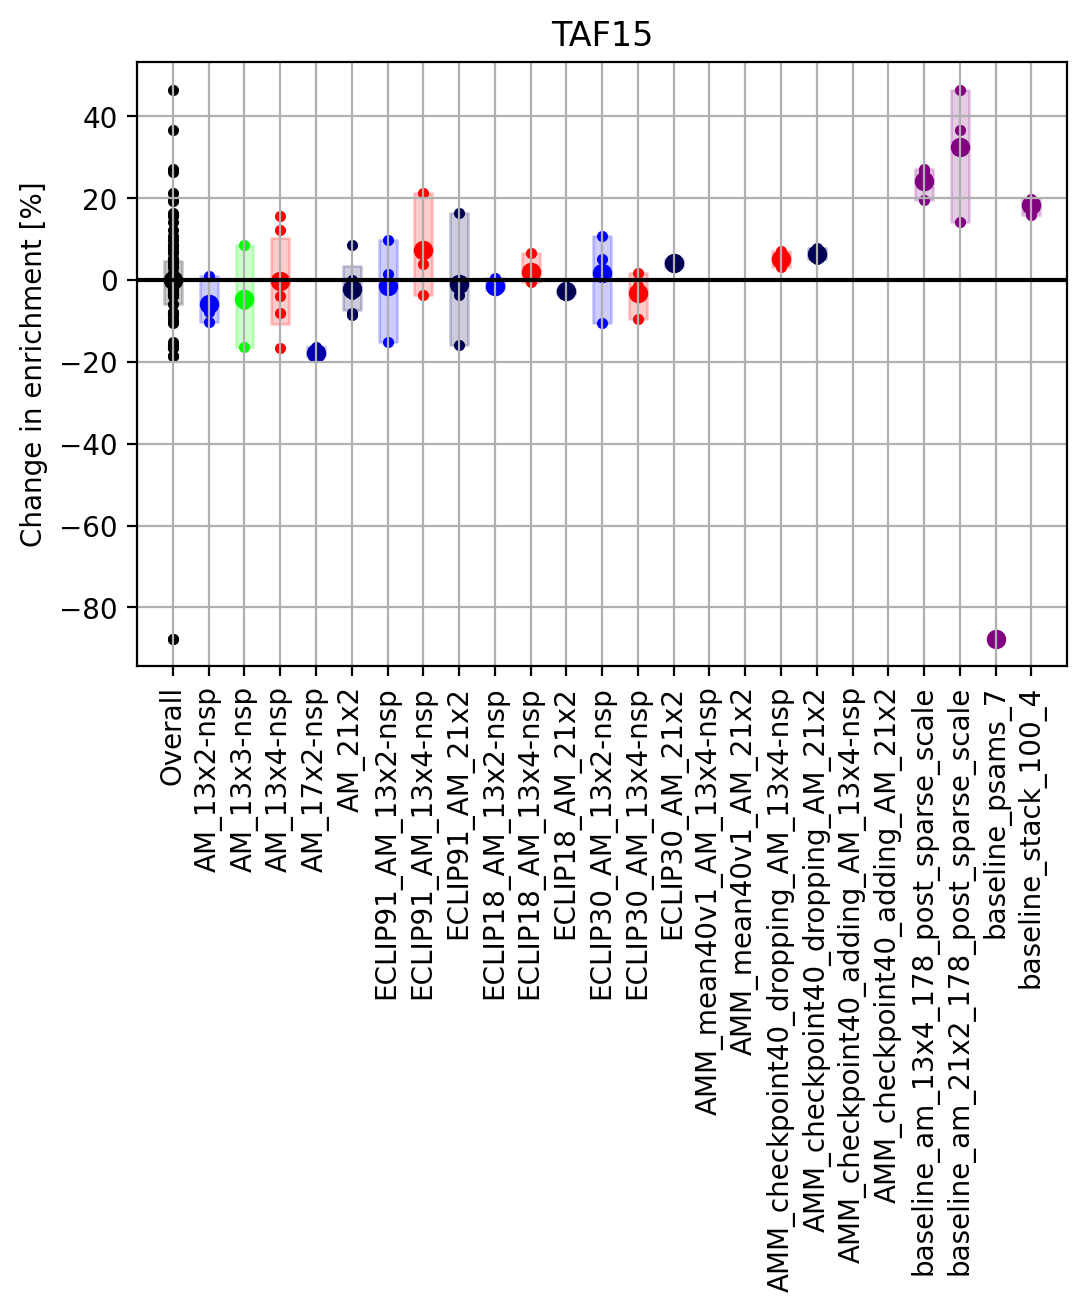 TAF15
Change in enrichment [%]
40
20
0
−20
−40
−60
−80
Overall
AM_13x2-nsp
AM_13x3-nsp
AM_13x4-nsp
AM_17x2-nsp
AM_21x2
ECLIP91_AM_13x2-nsp
ECLIP91_AM_13x4-nsp
ECLIP91_AM_21x2
ECLIP18_AM_13x2-nsp
ECLIP18_AM_13x4-nsp
ECLIP18_AM_21x2
ECLIP30_AM_13x2-nsp
ECLIP30_AM_13x4-nsp
ECLIP30_AM_21x2
AMM_mean40v1_AM_13x4-nsp
AMM_mean40v1_AM_21x2
AMM_checkpoint40_dropping_AM_13x4-nsp
AMM_checkpoint40_dropping_AM_21x2
AMM_checkpoint40_adding_AM_13x4-nsp
AMM_checkpoint40_adding_AM_21x2
baseline_am_13x4_178_post_sparse_scale
baseline_am_21x2_178_post_sparse_scale
baseline_psams_7
baseline_stack_100_4